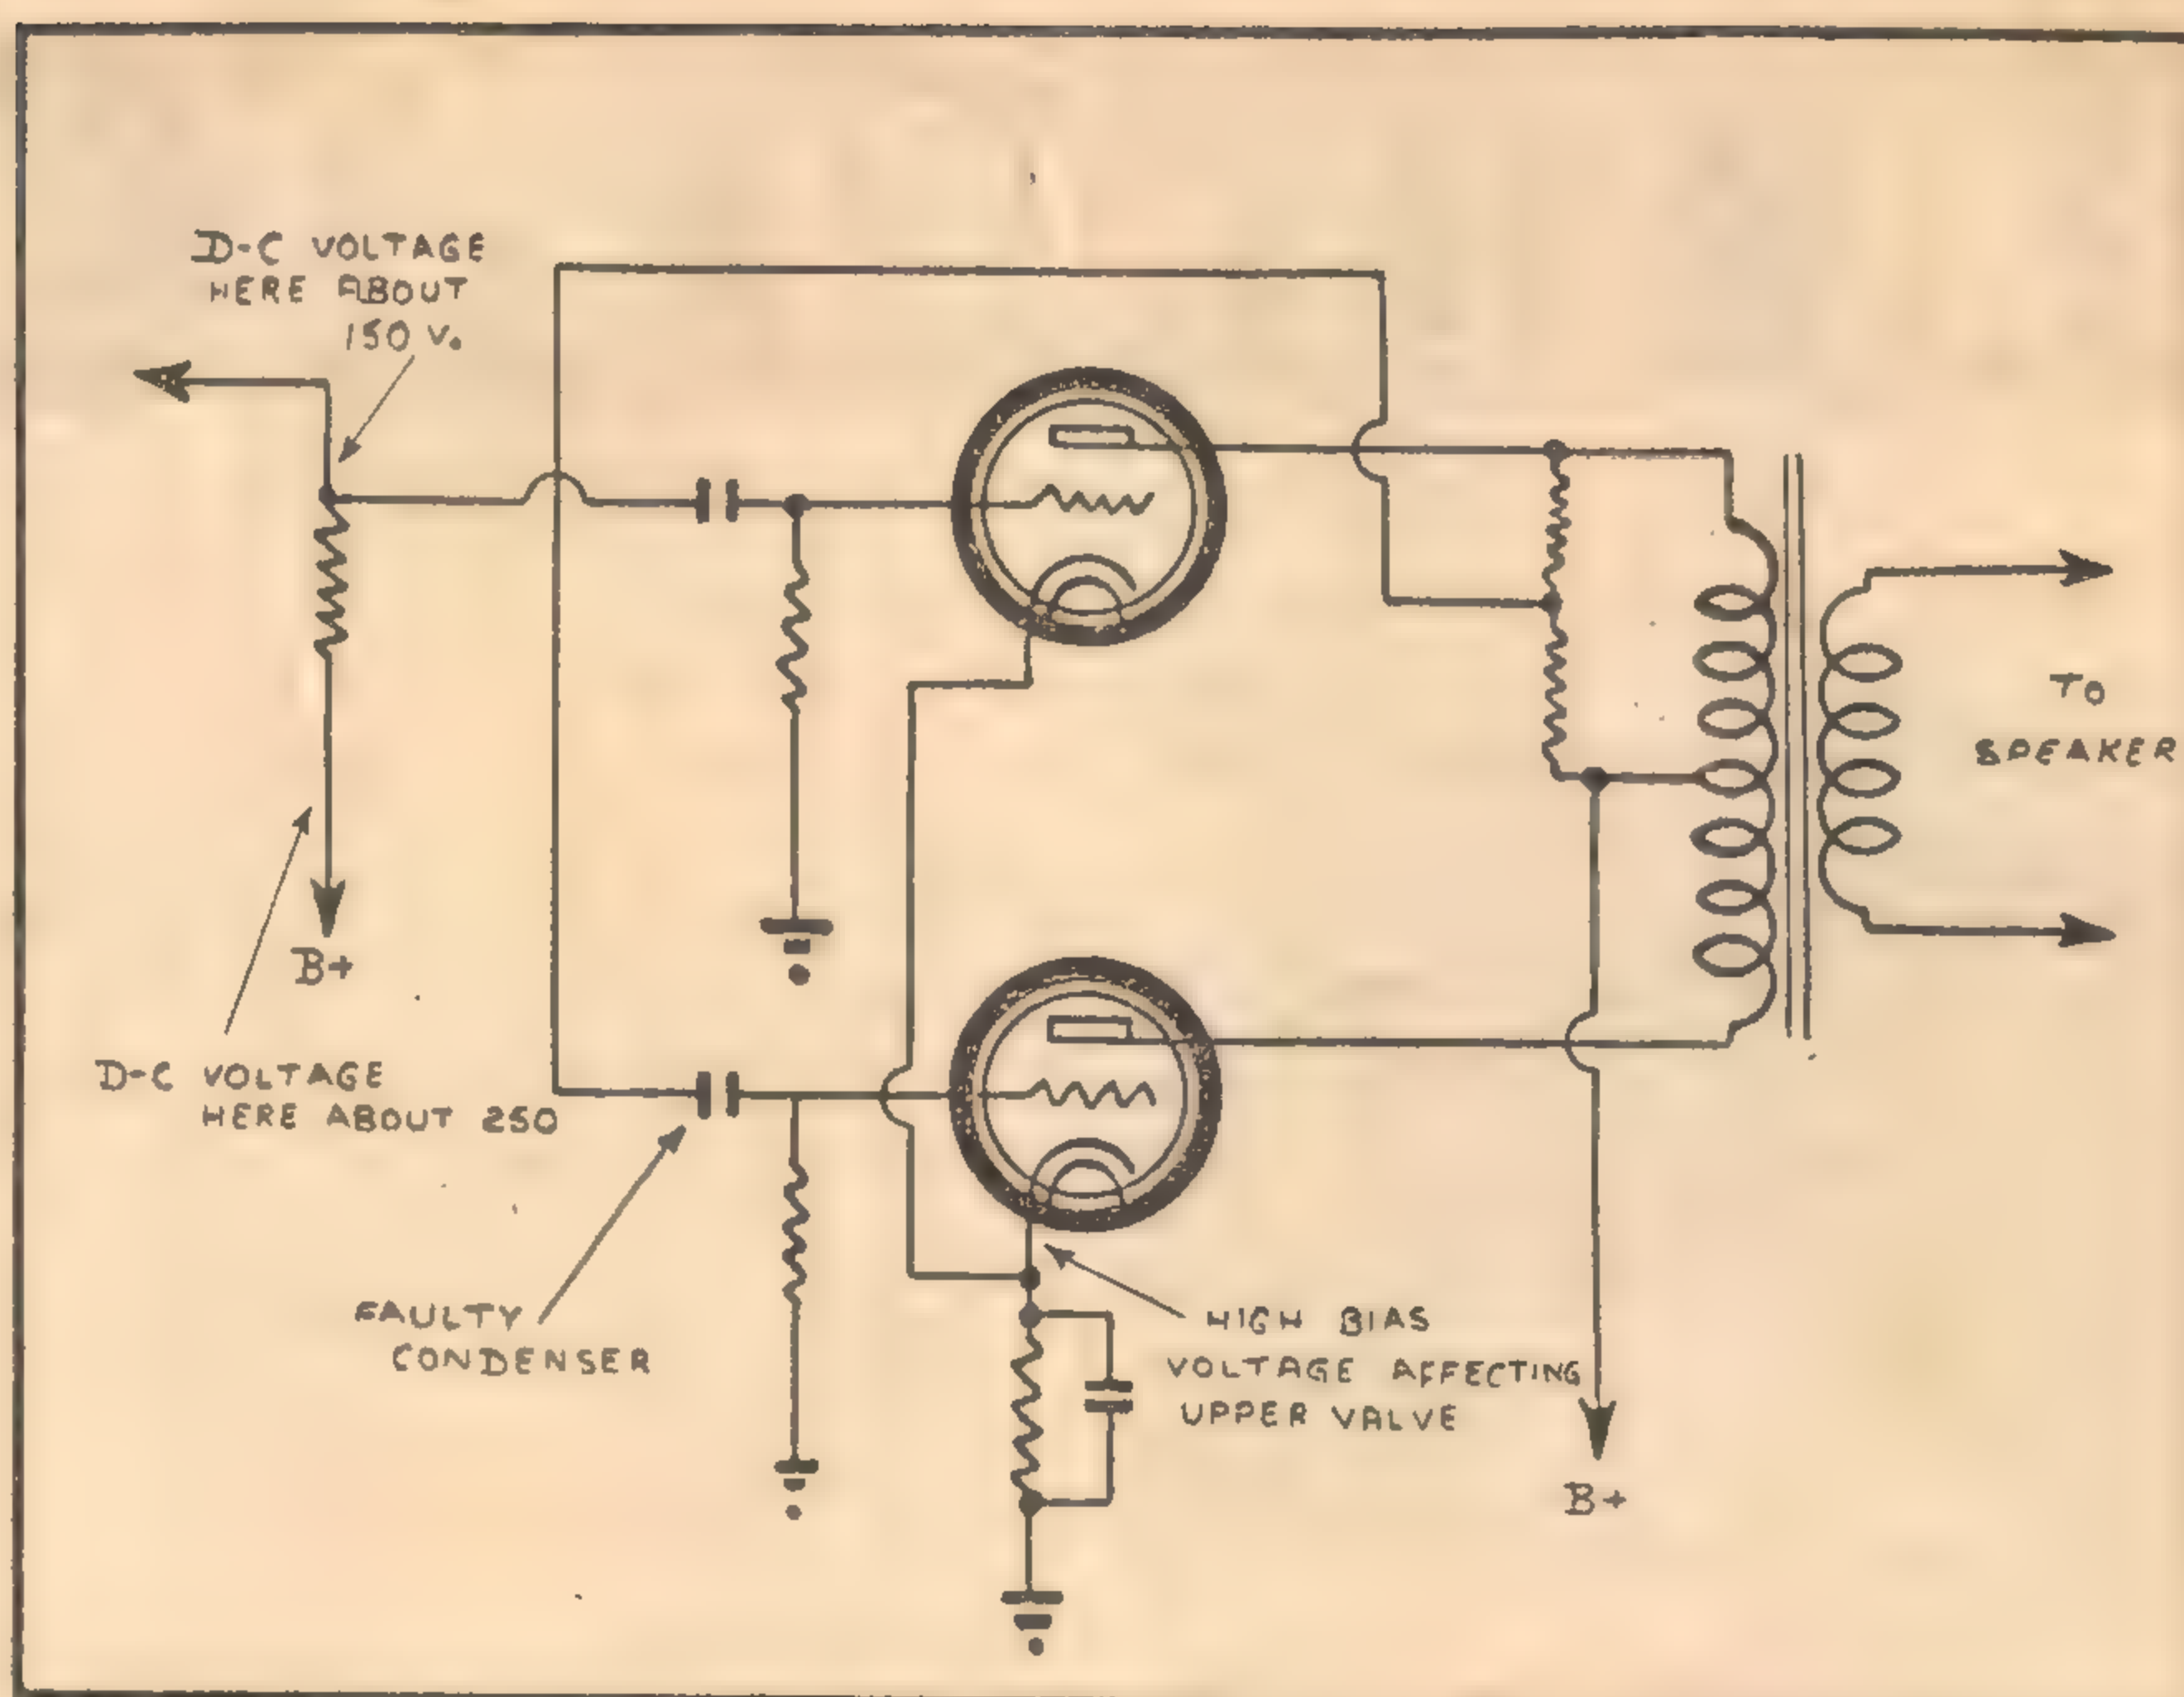 D-C VOLTAGE
HERE ABOUT
150 V.
B+
D-C VOLTAGE
HERE ABOUT 250
FAULTY
CONDENSER
HIGH BIAS
VOLTAGE AFFECTING
UPPER VALVE
B+
TO
SPEAKER